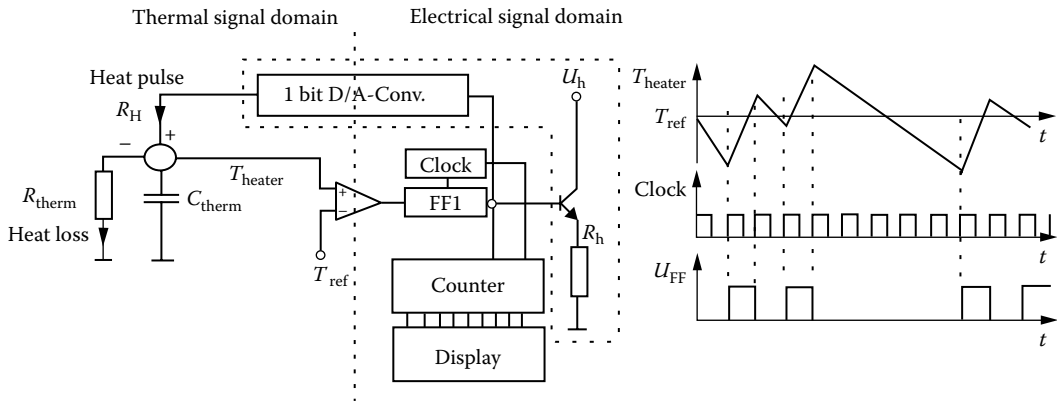 Thermal signal domain
Electrical signal domain
Heat pulse
R_H
1 bit D/A-Conv.
U_h
+
−
T_heater
Clock
R_therm
C_therm
+
−
FF1
Heat loss
T_ref
R_h
Counter
Display
T_heater
T_ref
t
Clock
t
U_FF
t